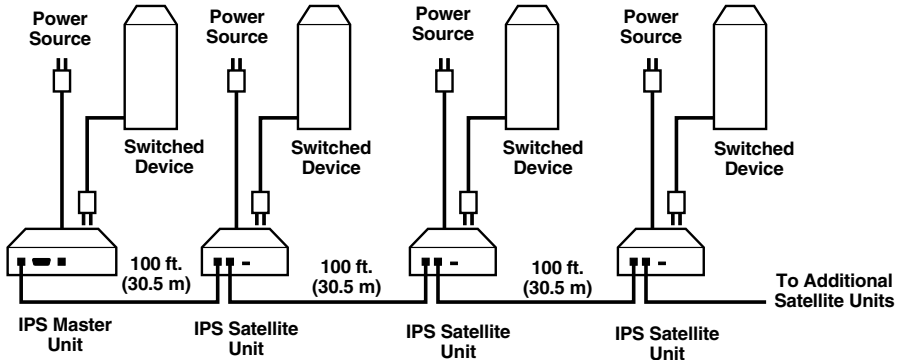 Power
Source
Power
Source
Power
Source
Power
Source
Switched
Device
Switched
Device
Switched
Device
Switched
Device
100 ft.
(30.5 m)
100 ft.
(30.5 m)
100 ft.
(30.5 m)
To Additional
Satellite Units
IPS Master
Unit
IPS Satellite
Unit
IPS Satellite
Unit
IPS Satellite
Unit